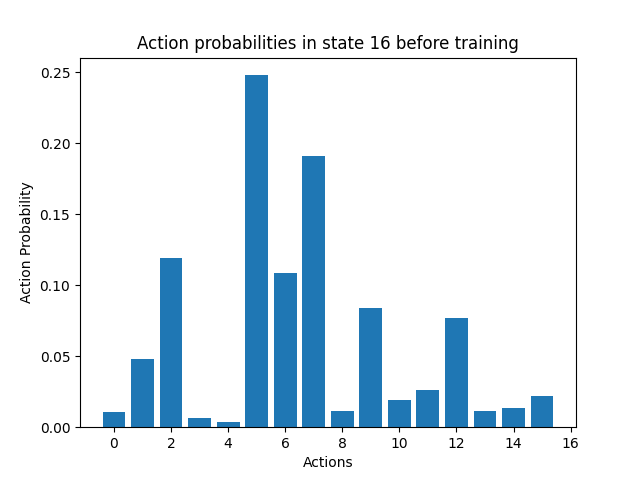 Action probabilities in state 16 before training
0.25
0.20
0.15
0.10
0.05
0.00
Action Probability
0 2 4 6 8 10 12 14 16
Actions